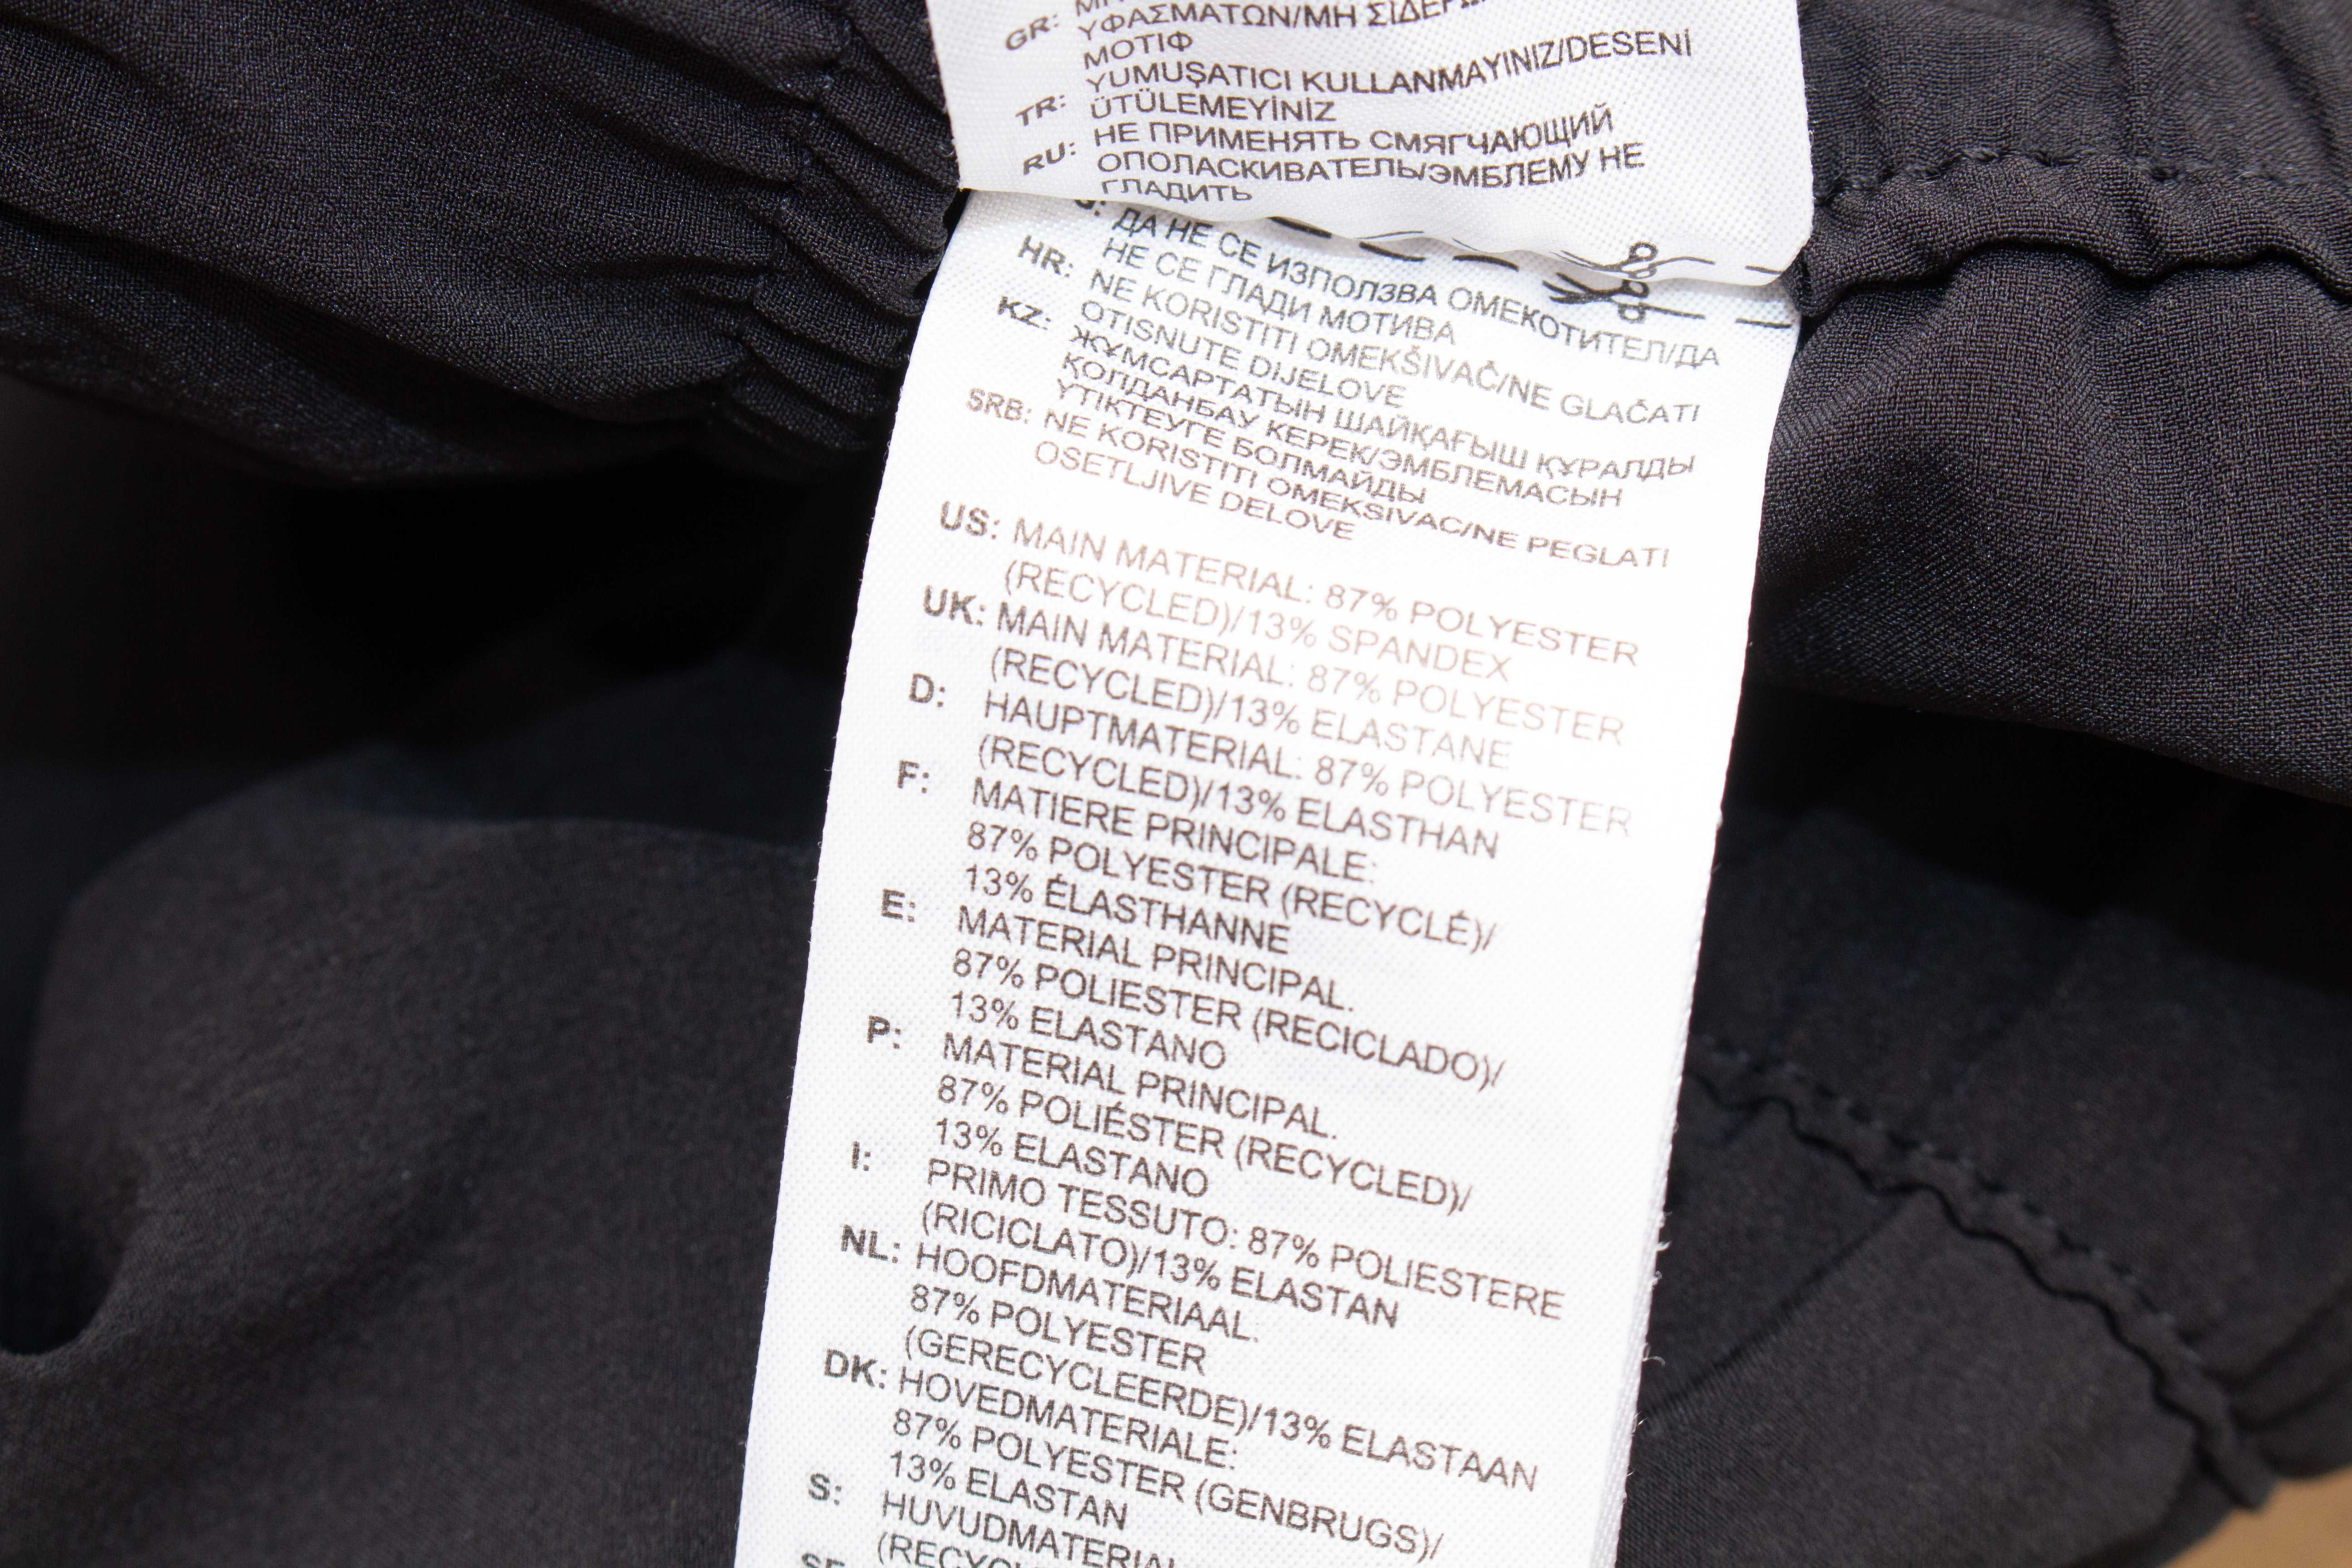 GR:
ΥΦΑΣΜΑΤΩΝ/ΜΗ
ΜΟΤΙΦ
TR: YUMUŞATICI KULLANMAYINIZ/DESENİ
ÜTÜLEMEYİNİZ
RU: НЕ ПРИМЕНЯТЬ СМЯГЧАЮЩИЙ
ОПОЛАСКИВАТЕЛЬ/ЭМБЛЕМУ НЕ
ГЛАДИТЬ
ДА НЕ СЕ ИЗПОЛЗВА ОМЕКОТИТЕЛ/ДА
НЕ СЕ ГЛАДИ МОТИВА
HR: NE KORISTITI OMEKŠIVAČ/NE GLAČATI
OTISNUTE DIJELOVE
KZ: ЖҰМСАРТАТЫН ШАЙҚАҒЫШ ҚҰРАЛДЫ
ҚОЛДАНБАУ КЕРЕК/ЭМБЛЕМАСЫН
ҮТІКТЕУГЕ БОЛМАЙДЫ
SRB: NE KORISTITI OMEKSIVAC/NE PEGLATI
OSETLJIVE DELOVE
US: MAIN MATERIAL: 87% POLYESTER
(RECYCLED)/13% SPANDEX
UK: MAIN MATERIAL: 87% POLYESTER
(RECYCLED)/13% ELASTANE
D: HAUPTMATERIAL: 87% POLYESTER
(RECYCLED)/13% ELASTHAN
F: MATIERE PRINCIPALE:
87% POLYESTER (RECYCLÉ)/
13% ÉLASTHANNE
E: MATERIAL PRINCIPAL.
87% POLIESTER (RECICLADO)/
13% ELASTANO
P: MATERIAL PRINCIPAL.
87% POLIÉSTER (RECYCLED)/
13% ELASTANO
I: PRIMO TESSUTO: 87% POLIESTERE
(RICICLATO)/13% ELASTAN
NL: HOOFDMATERIAAL.
87% POLYESTER
(GERECYCLEERDE)/13% ELASTAAN
DK: HOVEDMATERIALE:
87% POLYESTER (GENBRUGS)/
13% ELASTAN
S: